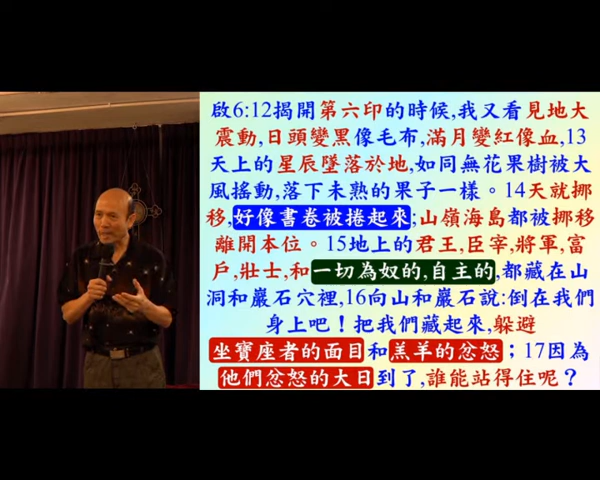 啟6:12揭開第六印的時候,我又看見地大
震動,日頭變黑像毛布,滿月變紅像血,13
天上的星辰墜落於地,如同無花果樹被大
風搖動,落下未熟的果子一樣。14天就挪
移,好像書卷被捲起來;山嶺海島都被挪移
離開本位。15地上的君王,臣宰,將軍,富
戶,壯士,和一切為奴的,自主的,都藏在山
洞和巖石穴裡,16向山和巖石說:倒在我們
身上吧！把我們藏起來,躲避
坐寶座者的面目和羔羊的忿怒；17因為
他們忿怒的大日到了,誰能站得住呢？